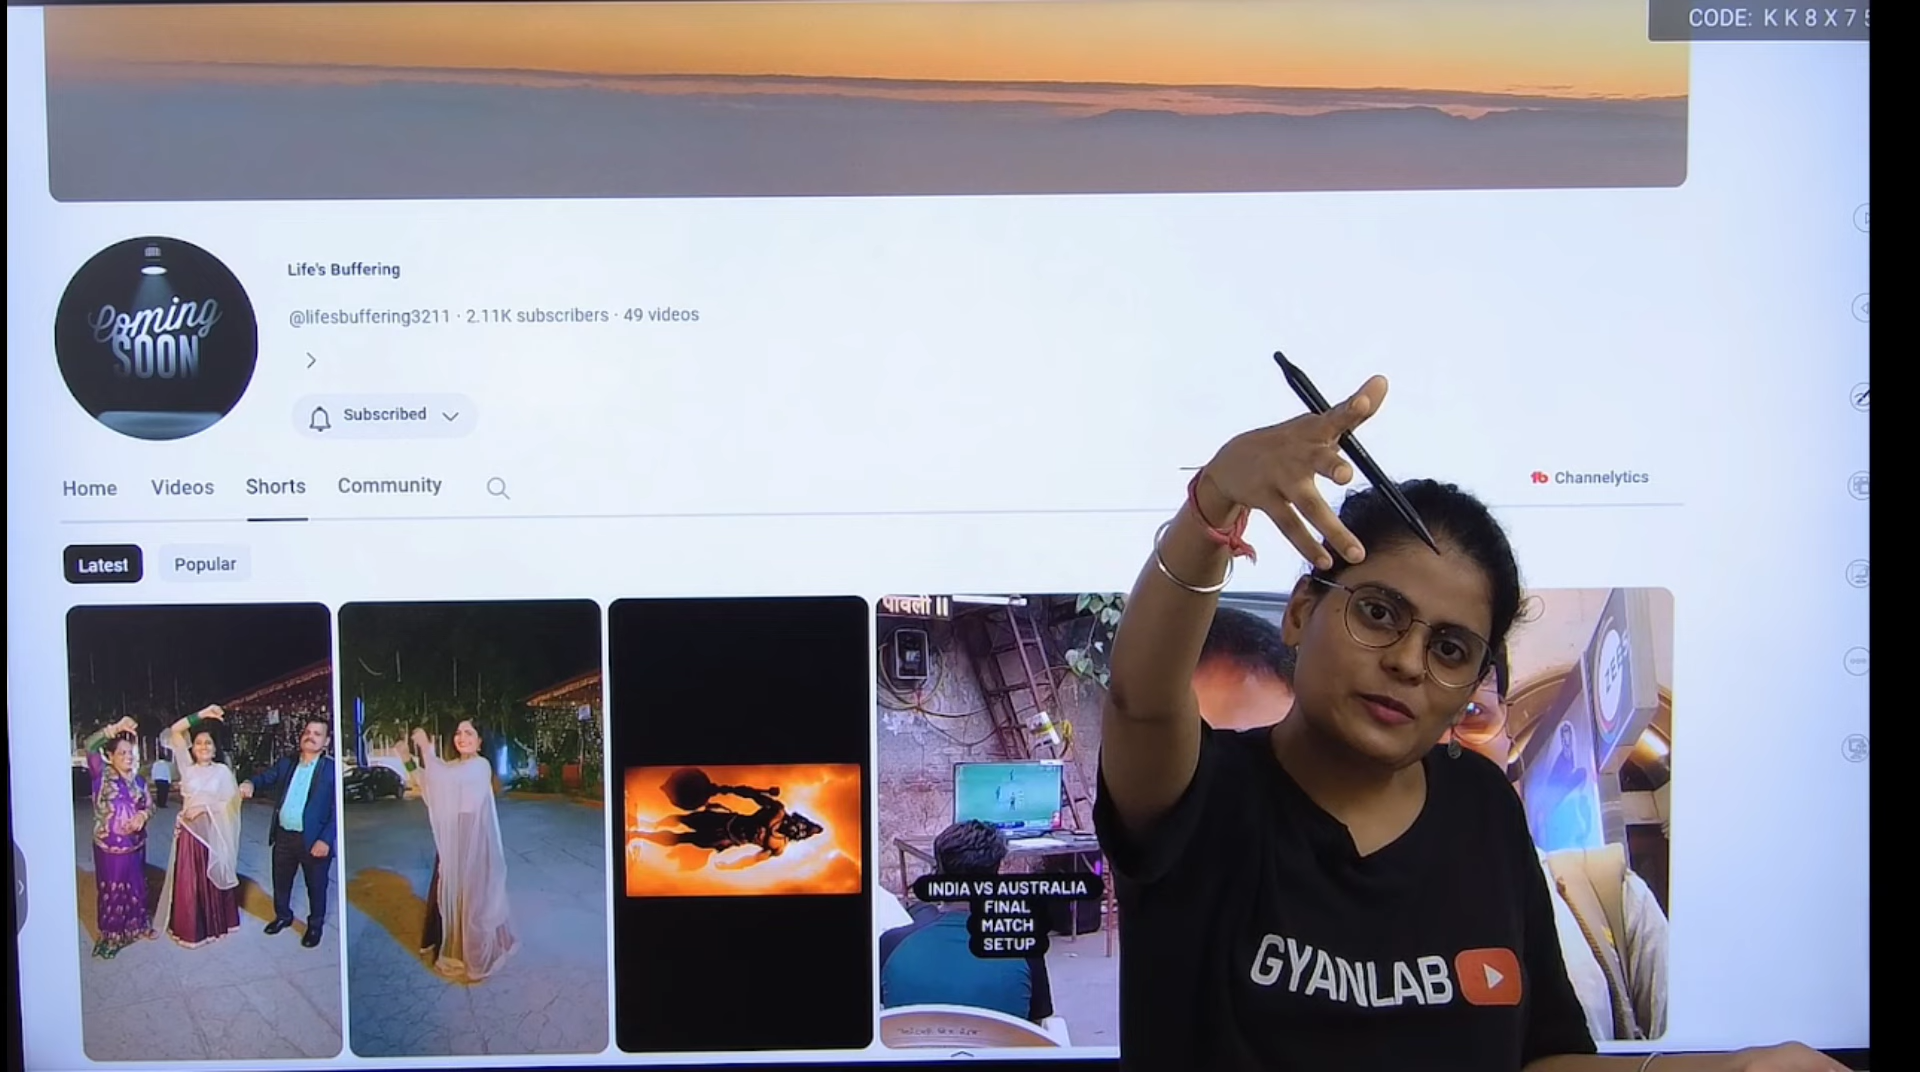 CODE: K K 8 X 7 5
Coming
SOON
Life's Buffering
@lifesbuffering3211 · 2.11K subscribers · 49 videos
Subscribed
Home Videos Shorts Community
Channelytics
Latest Popular
पावली ॥
INDIA VS AUSTRALIA
FINAL
MATCH
SETUP
GYANLAB